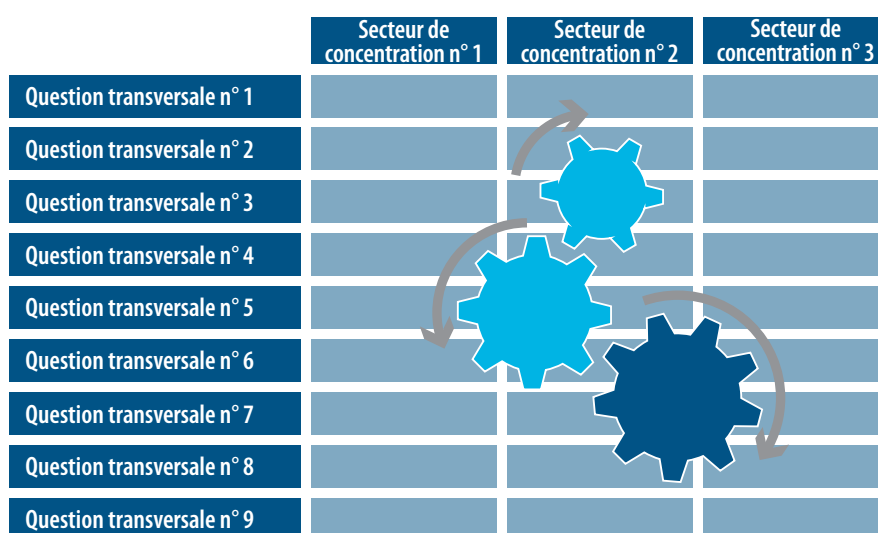 Secteur de
concentration n° 1
Secteur de
concentration n° 2
Secteur de
concentration n° 3
Question transversale n° 1
Question transversale n° 2
Question transversale n° 3
Question transversale n° 4
Question transversale n° 5
Question transversale n° 6
Question transversale n° 7
Question transversale n° 8
Question transversale n° 9